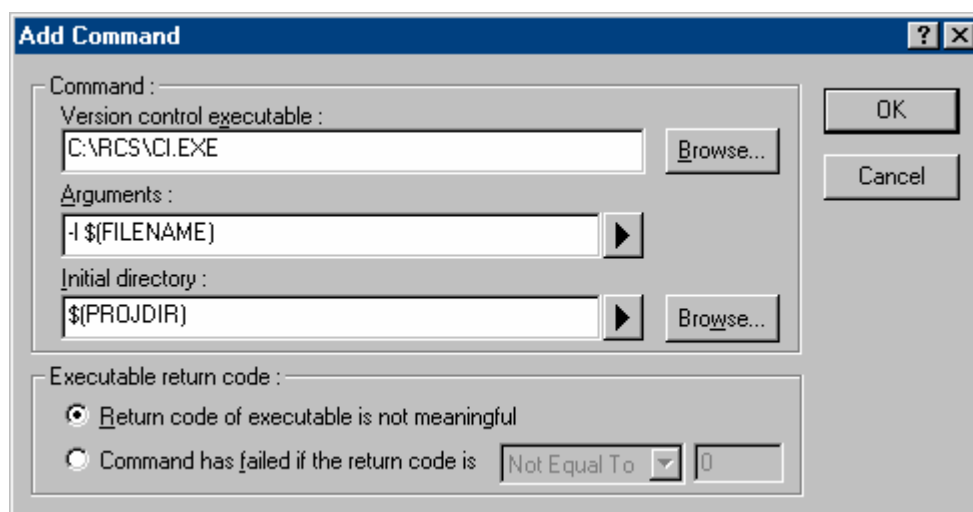 Add Command
Command :
Version control executable :
C:\RCS\CI.EXE
Browse...
Arguments :
-l $(FILENAME)
Initial directory :
$(PROJDIR)
Browse...
OK
Cancel
Executable return code :
Return code of executable is not meaningful
Command has failed if the return code is Not Equal To 0